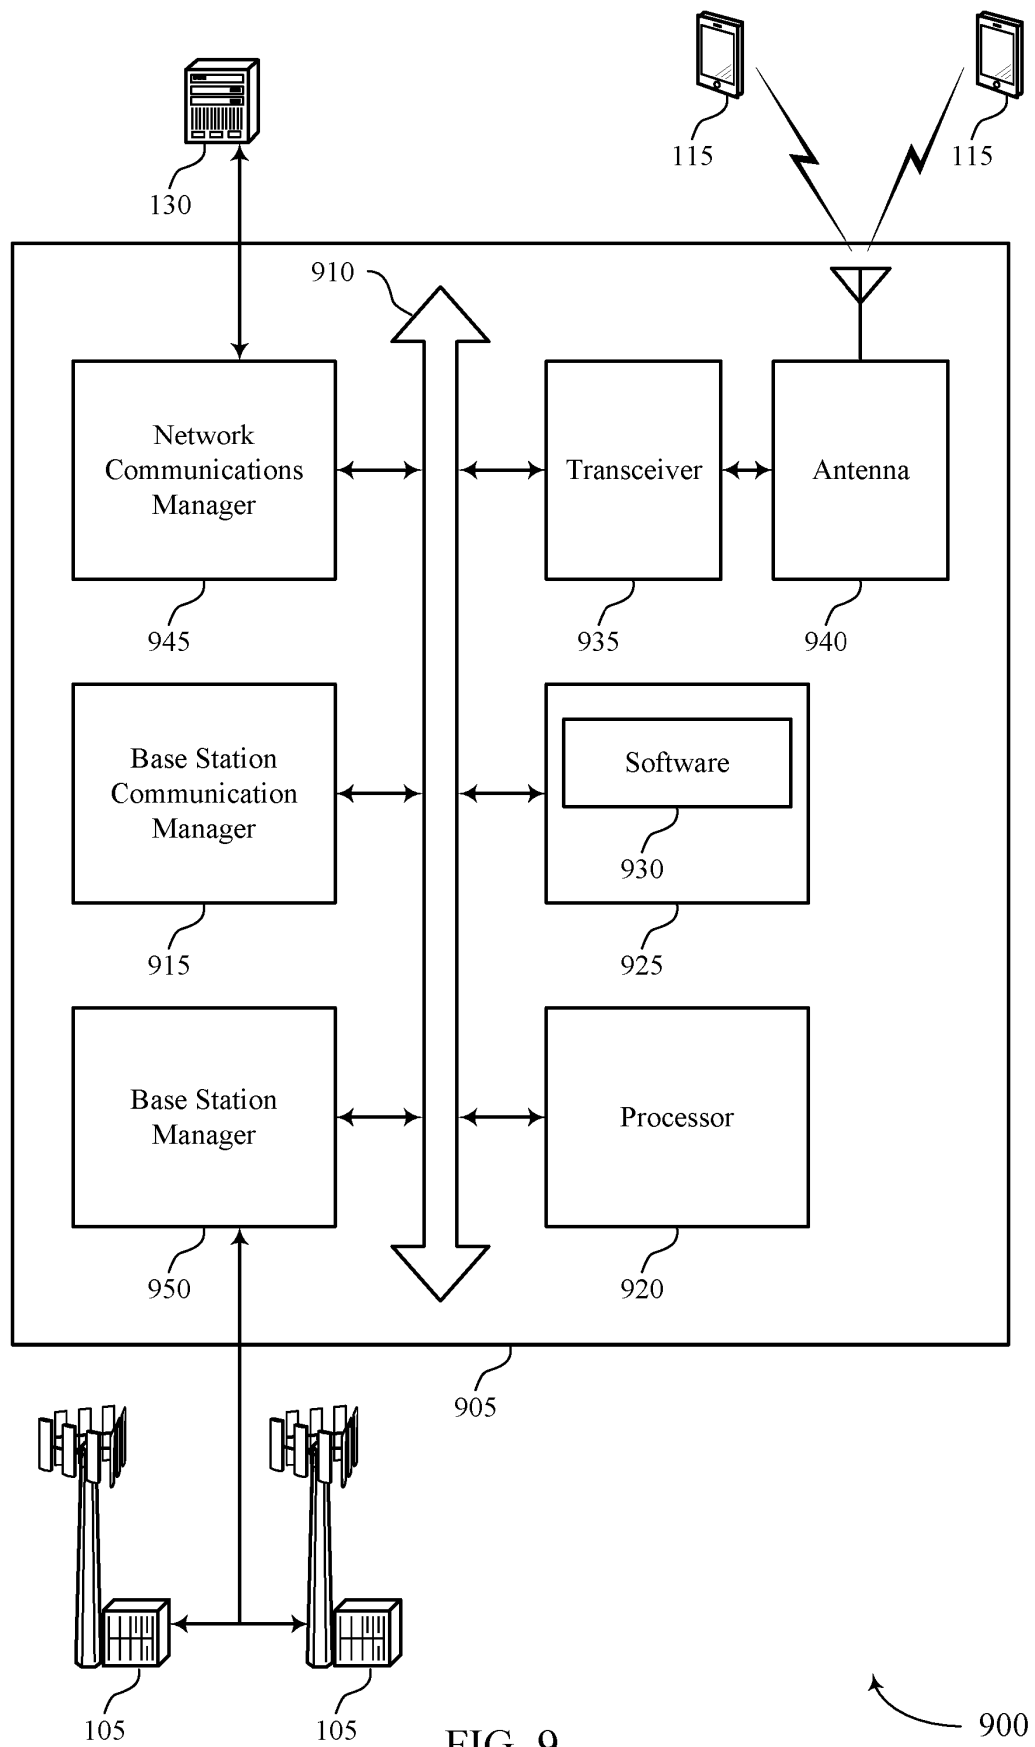 115
115
130
910
Network
Communications
Manager
Transceiver
Antenna
945
935
940
Base Station
Communication
Manager
Software
930
915
925
Base Station
Manager
Processor
950
920
905
105
105
900
FIG. 9